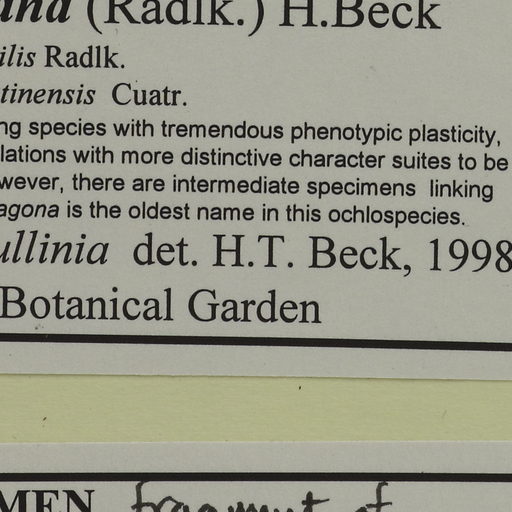 ana (Radlk.) H.Beck
ilis Radlk.
tinensis Cuatr.
ng species with tremendous phenotypic plasticity,
lations with more distinctive character suites to be
wever, there are intermediate specimens linking
agona is the oldest name in this ochlospecies.
ullinia det. H.T. Beck, 1998
Botanical Garden
MEN fragment of